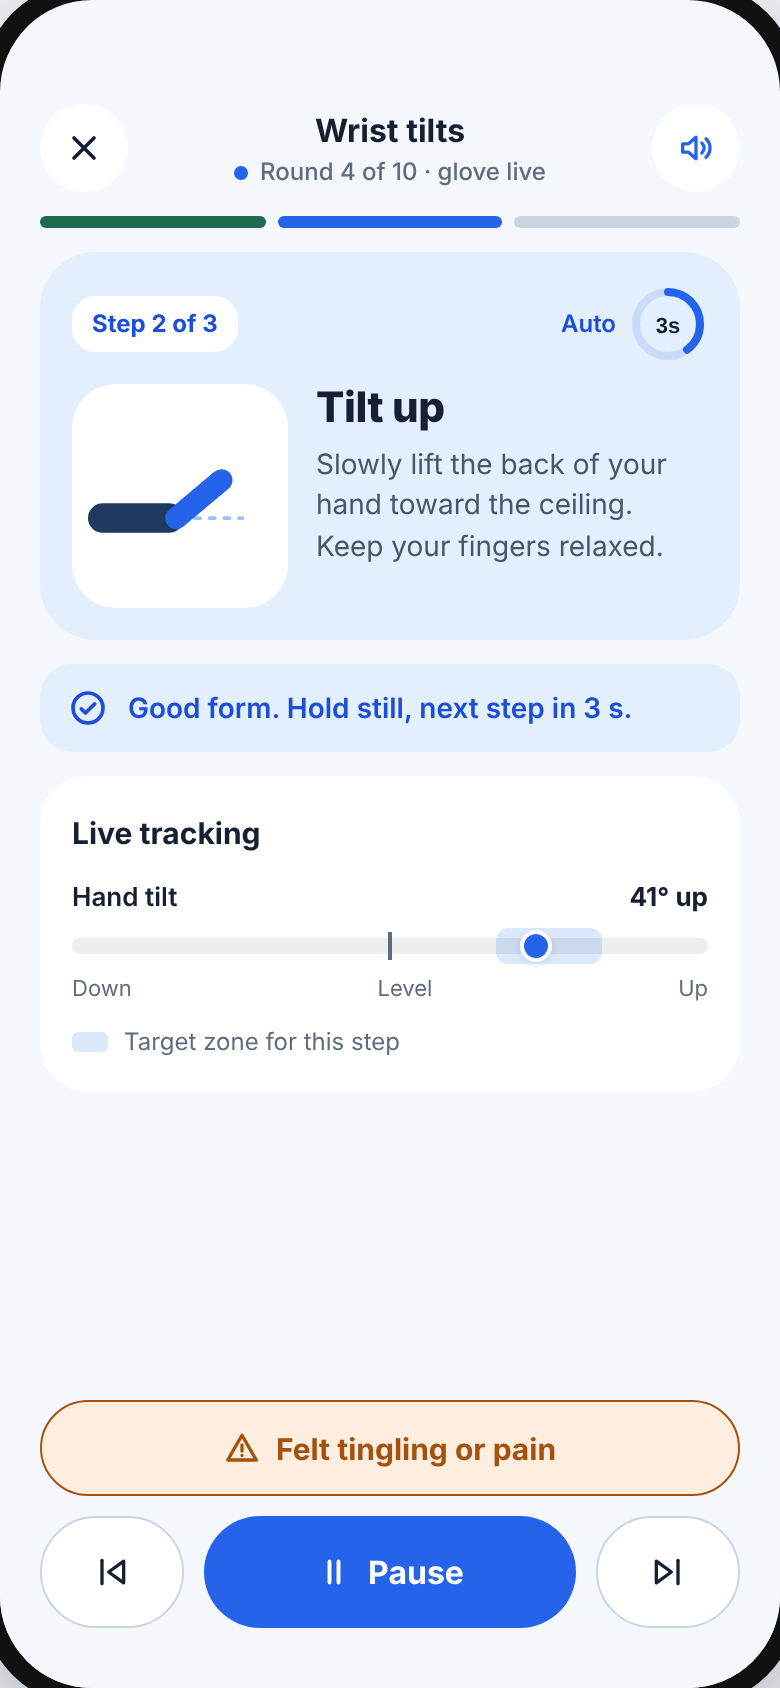 Wrist tilts
Round 4 of 10 · glove live
Step 2 of 3
Auto
3s
Tilt up
Slowly lift the back of your
hand toward the ceiling.
Keep your fingers relaxed.
Good form. Hold still, next step in 3 s.
Live tracking
Hand tilt
41° up
Down
Level
Up
Target zone for this step
Felt tingling or pain
Pause